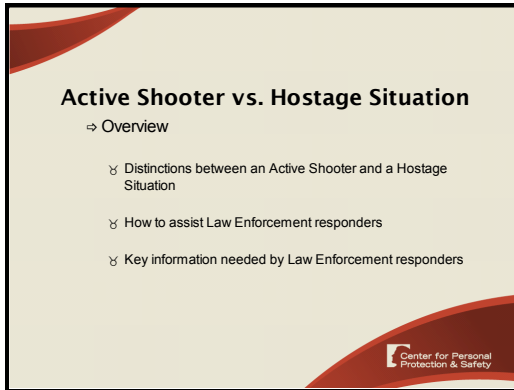 Active Shooter vs. Hostage Situation
⇨ Overview
♉ Distinctions between an Active Shooter and a Hostage
Situation
♉ How to assist Law Enforcement responders
♉ Key information needed by Law Enforcement responders
Center for Personal
Protection & Safety